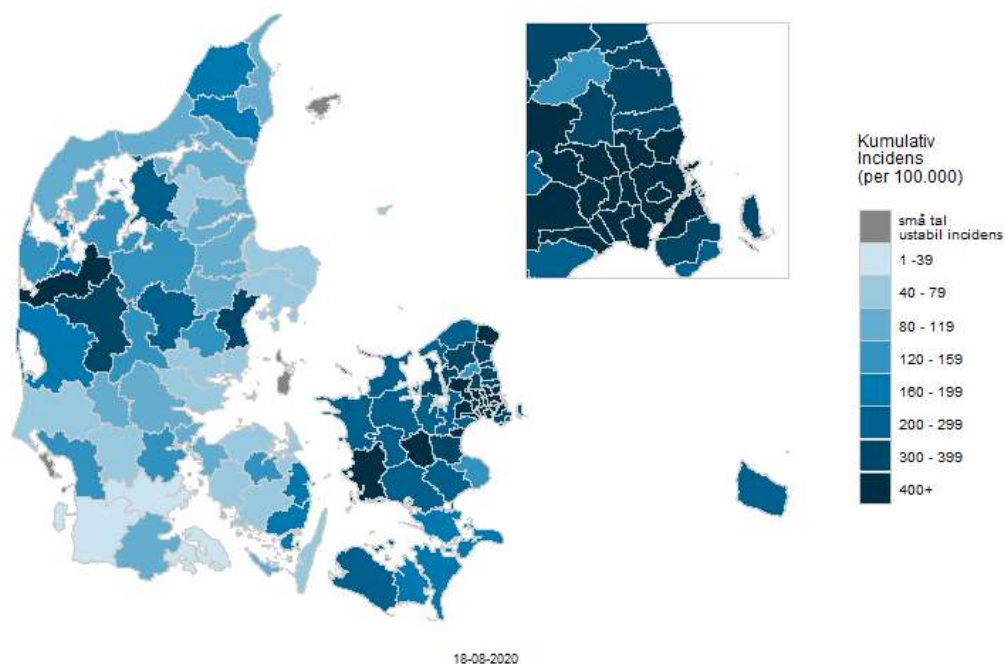 Kumulativ
Incidens
(per 100.000)
små tal
ustabil incidens
1 -39
40 - 79
80 - 119
120 - 159
160 - 199
200 - 299
300 - 399
400+
18-08-2020